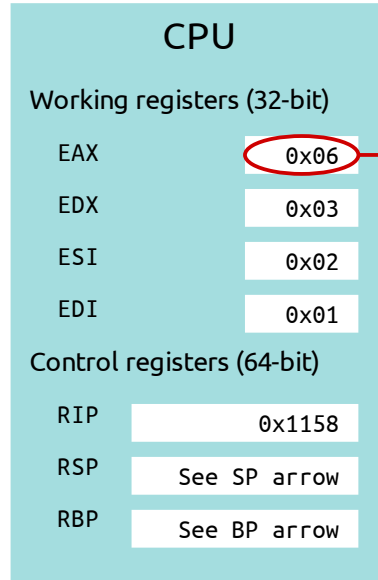 CPU
Working registers (32-bit)
EAX 0x06
EDX 0x03
ESI 0x02
EDI 0x01
Control registers (64-bit)
RIP 0x1158
RSP See SP arrow
RBP See BP arrow